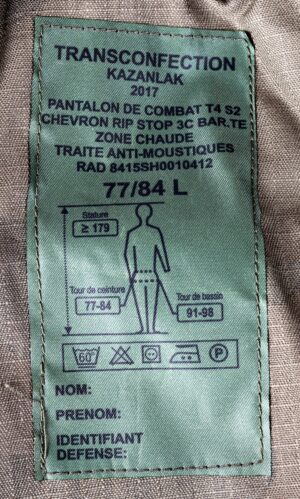 TRANSCONFECTION
KAZANLAK
2017
PANTALON DE COMBAT T4 S2
CHEVRON RIP STOP 3C BAR.TE
ZONE CHAUDE
TRAITE ANTI-MOUSTIQUES
RAD 8415SH0010412
77/84 L
Stature
≥ 179
Tour de ceinture
77-84
Tour de bassin
91-98
60°
P
NOM:
PRENOM:
IDENTIFIANT
DEFENSE: